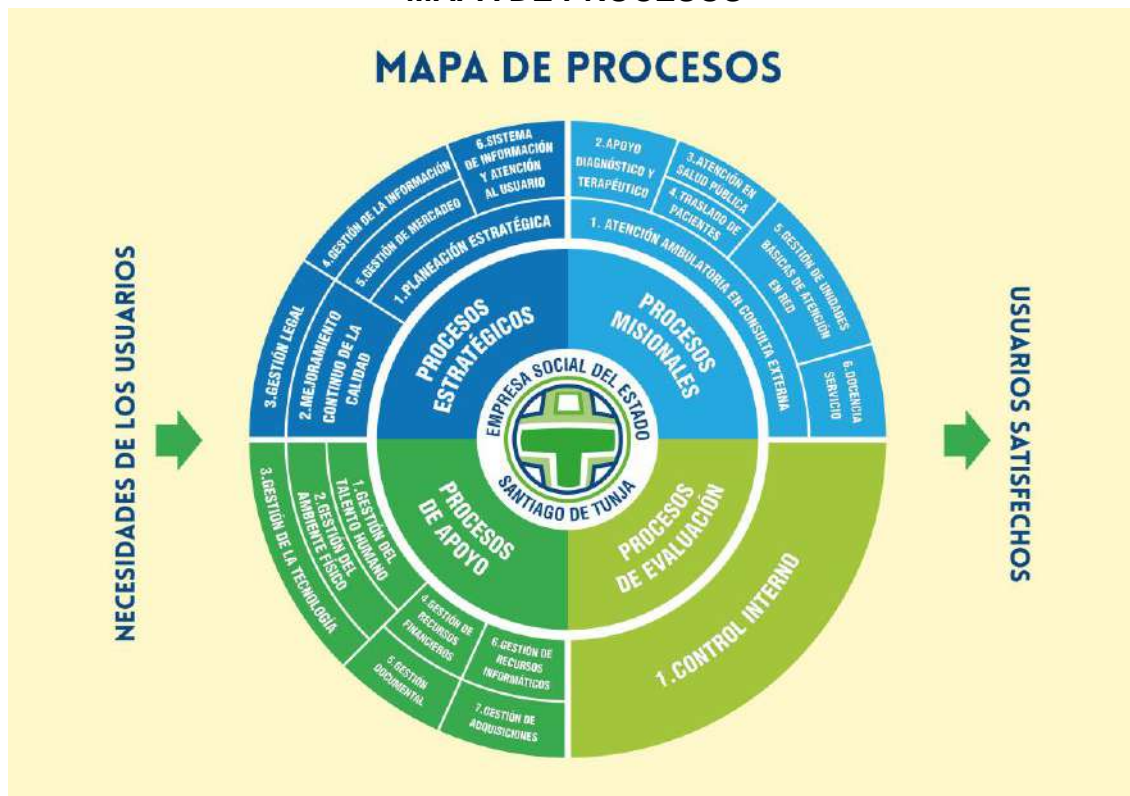 MAPA DE PROCESOS
MAPA DE PROCESOS
NECESIDADES DE LOS USUARIOS
PROCESOS
ESTRATÉGICOS
1.PLANEACIÓN ESTRATÉGICA
2.MEJORAMIENTO
CONTINUO DE LA
CALIDAD
3.GESTIÓN LEGAL
4.GESTIÓN DE LA INFORMACIÓN
5.GESTIÓN DE MERCADEO
6.SISTEMA
DE INFORMACIÓN
Y ATENCIÓN
AL USUARIO
PROCESOS
MISIONALES
1. ATENCIÓN AMBULATORIA EN CONSULTA EXTERNA
2.APOYO
DIAGNÓSTICO Y
TERAPÉUTICO
3.ATENCIÓN EN
SALUD PÚBLICA
4.TRASLADO DE
PACIENTES
5.GESTIÓN DE UNIDADES
BÁSICAS DE ATENCIÓN
EN RED
6.DOCENCIA
SERVICIO
EMPRESA SOCIAL DEL ESTADO
SANTIAGO DE TUNJA
PROCESOS
DE APOYO
1.GESTIÓN DEL
TALENTO HUMANO
2.GESTIÓN DEL
AMBIENTE FÍSICO
3.GESTIÓN DE LA TECNOLOGÍA
4.GESTIÓN DE
RECURSOS
FINANCIEROS
5.GESTIÓN
DOCUMENTAL
6.GESTIÓN DE
RECURSOS
INFORMÁTICOS
7.GESTIÓN DE
ADQUISICIONES
PROCESOS
DE EVALUACIÓN
1.CONTROL INTERNO
USUARIOS SATISFECHOS